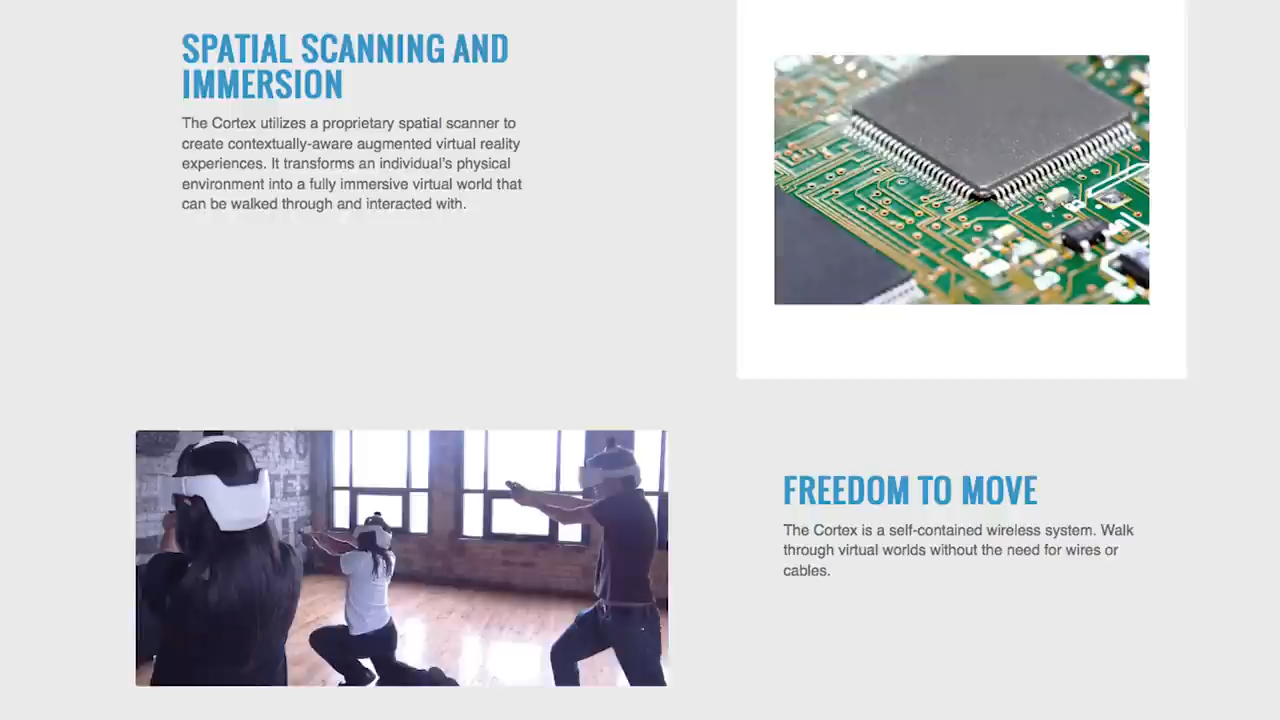 SPATIAL SCANNING AND
IMMERSION
The Cortex utilizes a proprietary spatial scanner to
create contextually-aware augmented virtual reality
experiences. It transforms an individual's physical
environment into a fully immersive virtual world that
can be walked through and interacted with.
FREEDOM TO MOVE
The Cortex is a self-contained wireless system. Walk
through virtual worlds without the need for wires or
cables.